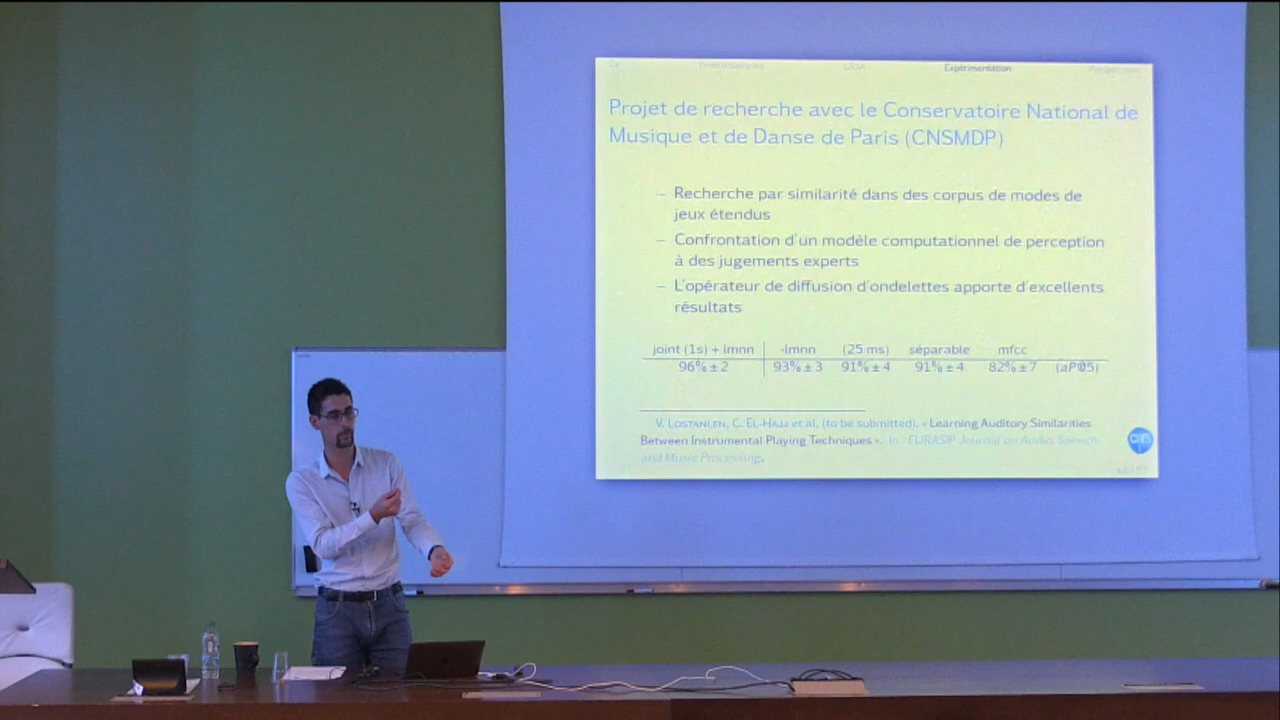 CASA Expérimentation
Projet de recherche avec le Conservatoire National de
Musique et de Danse de Paris (CNSMDP)
– Recherche par similarité dans des corpus de modes de
jeux étendus
– Confrontation d'un modèle computationnel de perception
à des jugements experts
– L'opérateur de diffusion d'ondelettes apporte d'excellents
résultats
joint (1s) + lmnn -lmnn (25 ms) séparable mfcc
96% ± 2 93% ± 3 91% ± 4 91% ± 4 82% ± 7 (aP@5)
V. Lostanlen, C. El-Hajj et al. (to be submitted). « Learning Auditory Similarities
Between Instrumental Playing Techniques ». In : EURASIP Journal on Audio, Speech,
and Music Processing.
cnrs